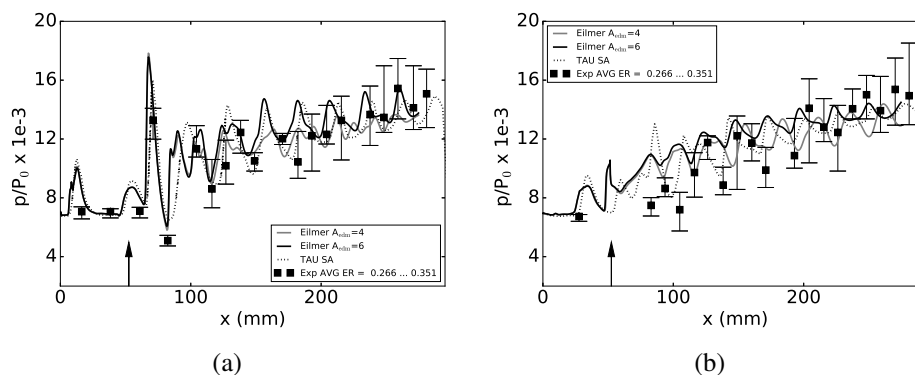 20
16
12
8
4
p/P₀ x 1e-3
Eilmer Aₑdm=4
Eilmer Aₑdm=6
TAU SA
Exp AVG ER = 0.266 ... 0.351
0 100 200
x (mm)
(a)
20
16
12
8
4
p/P₀ x 1e-3
Eilmer Aₑdm=4
Eilmer Aₑdm=6
TAU SA
Exp AVG ER = 0.266 ... 0.351
0 100 200
x (mm)
(b)